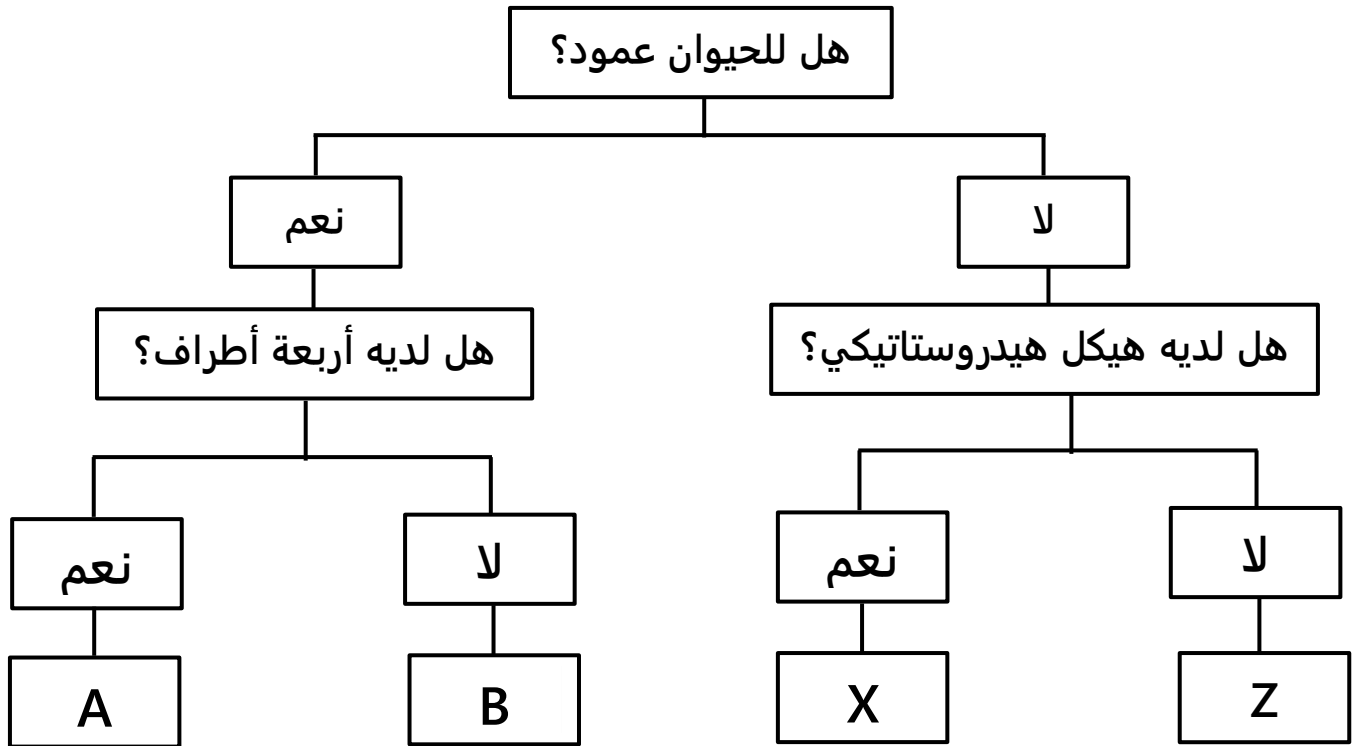 هل للحيوان عمود؟
نعم
لا
هل لديه أربعة أطراف؟
هل لديه هيكل هيدروستاتيكي؟
نعم
لا
نعم
لا
A
B
X
Z